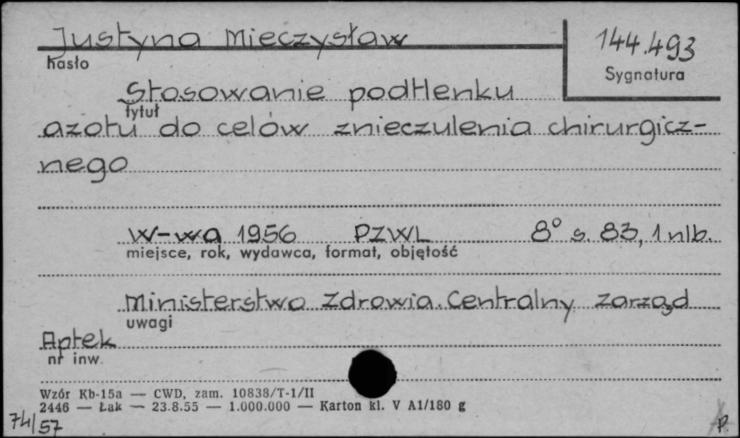 Justyna Mieczysław
hasło
144.493
Sygnatura
Stosowanie podtlenku
tytuł
azotu do celów znieczulenia chirurgicz-
nego
W-wa 1956 PZWL 8° s. 83, 1 nlb.
miejsce, rok, wydawca, format, objętość
Ministerstwo Zdrowia. Centralny Zarząd
uwagi
Aptek
nr inw.
Wzór Kb-15a — CWD, zam. 10838/T-1/II
2446 — Łak — 23.8.55 — 1.000.000 — Karton kl. V A1/180 g
74/57
P.